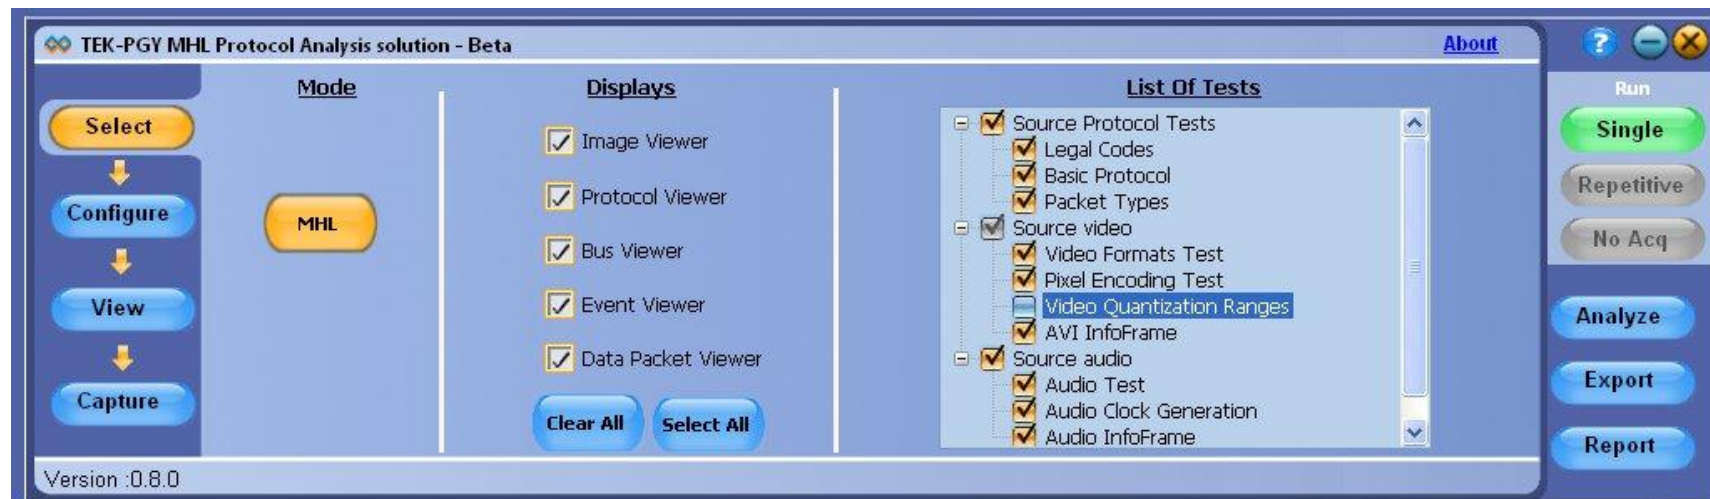 TEK-PGY MHL Protocol Analysis solution - Beta
About
?
Select
Configure
View
Capture
Mode
MHL
Displays
Image Viewer
Protocol Viewer
Bus Viewer
Event Viewer
Data Packet Viewer
Clear All
Select All
List Of Tests
Source Protocol Tests
Legal Codes
Basic Protocol
Packet Types
Source video
Video Formats Test
Pixel Encoding Test
Video Quantization Ranges
AVI InfoFrame
Source audio
Audio Test
Audio Clock Generation
Audio InfoFrame
Run
Single
Repetitive
No Acq
Analyze
Export
Report
Version :0.8.0